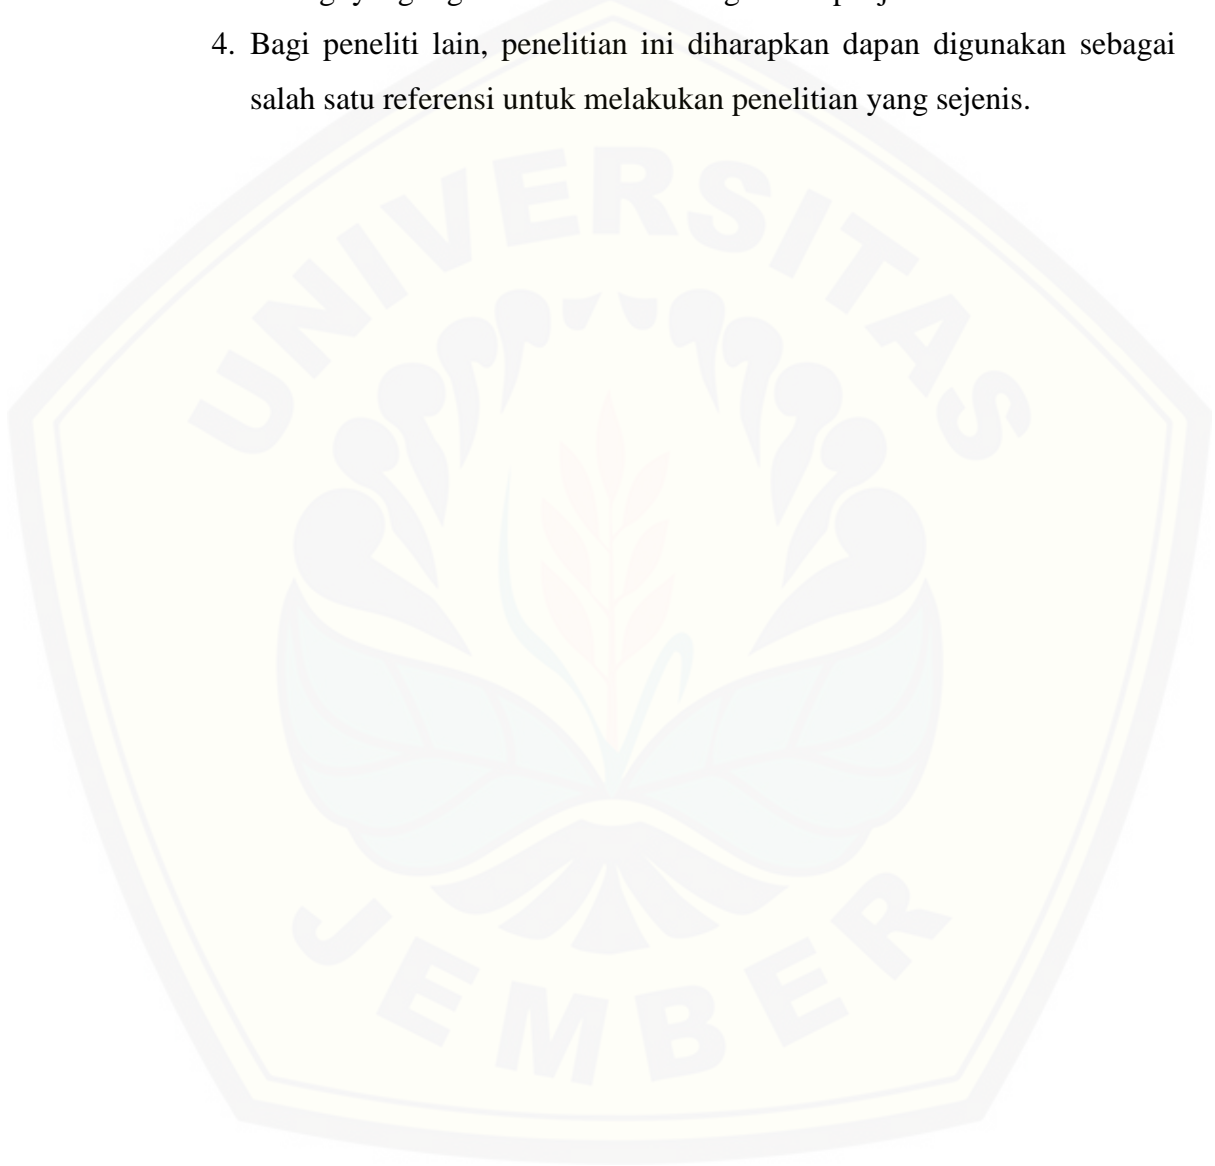 4. Bagi peneliti lain, penelitian ini diharapkan dapan digunakan sebagai
salah satu referensi untuk melakukan penelitian yang sejenis.
UNIVERSITAS
JEMBER